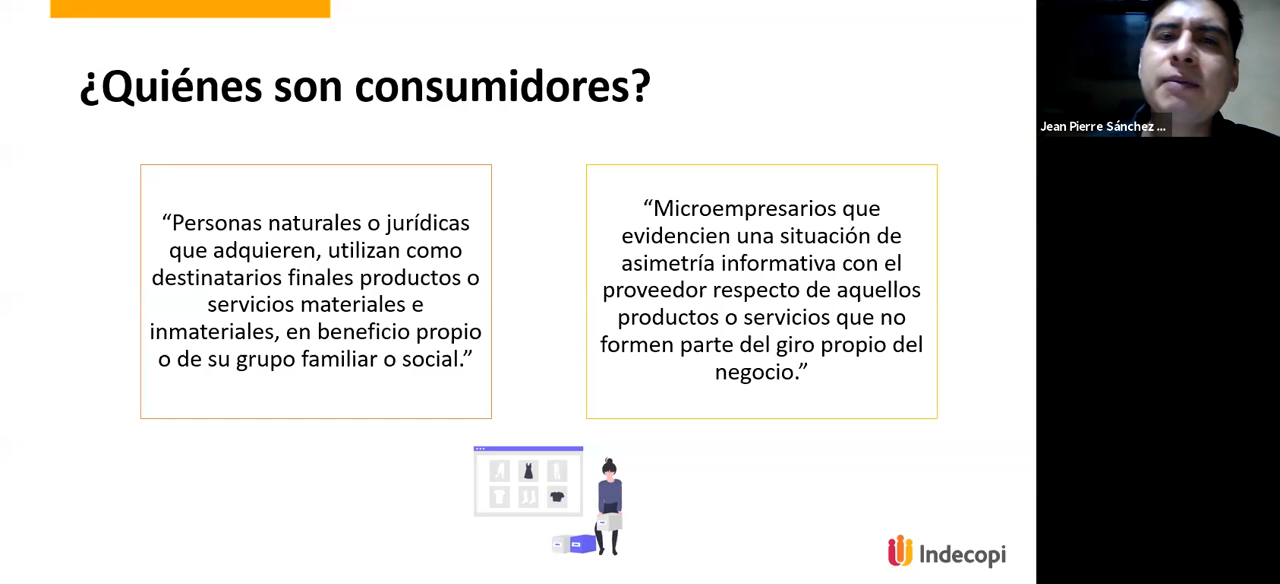 ¿Quiénes son consumidores?
“Personas naturales o jurídicas
que adquieren, utilizan como
destinatarios finales productos o
servicios materiales e
inmateriales, en beneficio propio
o de su grupo familiar o social.”
“Microempresarios que
evidencien una situación de
asimetría informativa con el
proveedor respecto de aquellos
productos o servicios que no
formen parte del giro propio del
negocio.”
Indecopi
Jean Pierre Sánchez ...